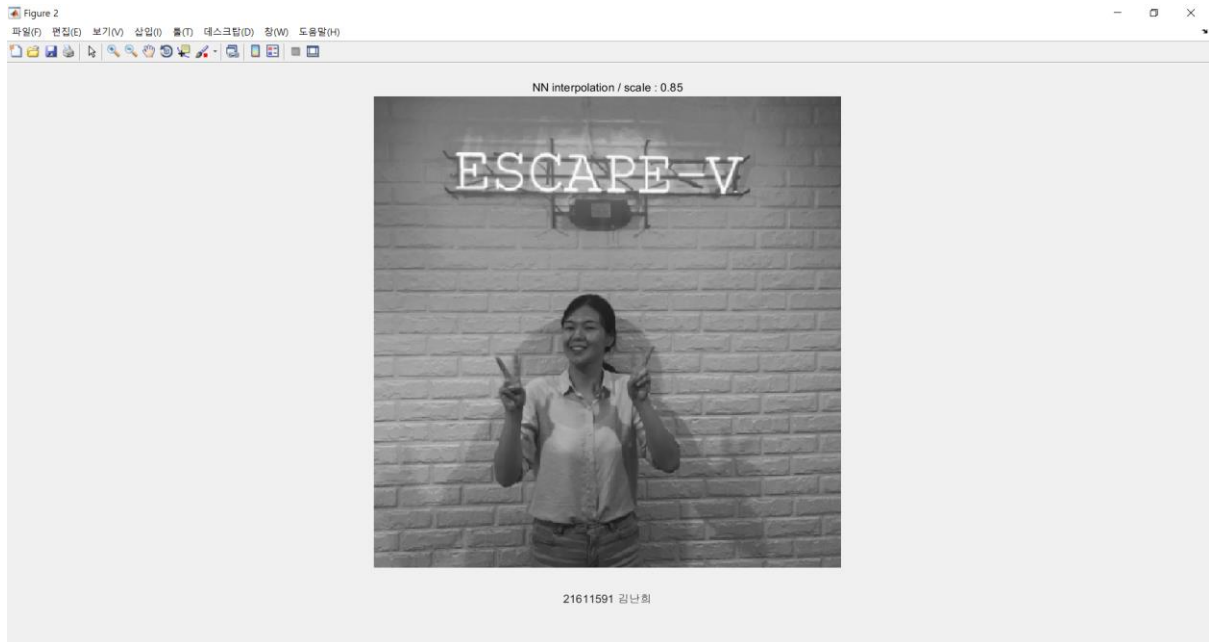 Figure 2
파일(F) 편집(E) 보기(V) 삽입(I) 툴(T) 데스크탑(D) 창(W) 도움말(H)
NN interpolation / scale : 0.85
ESCAPE-V
21611591 김난희